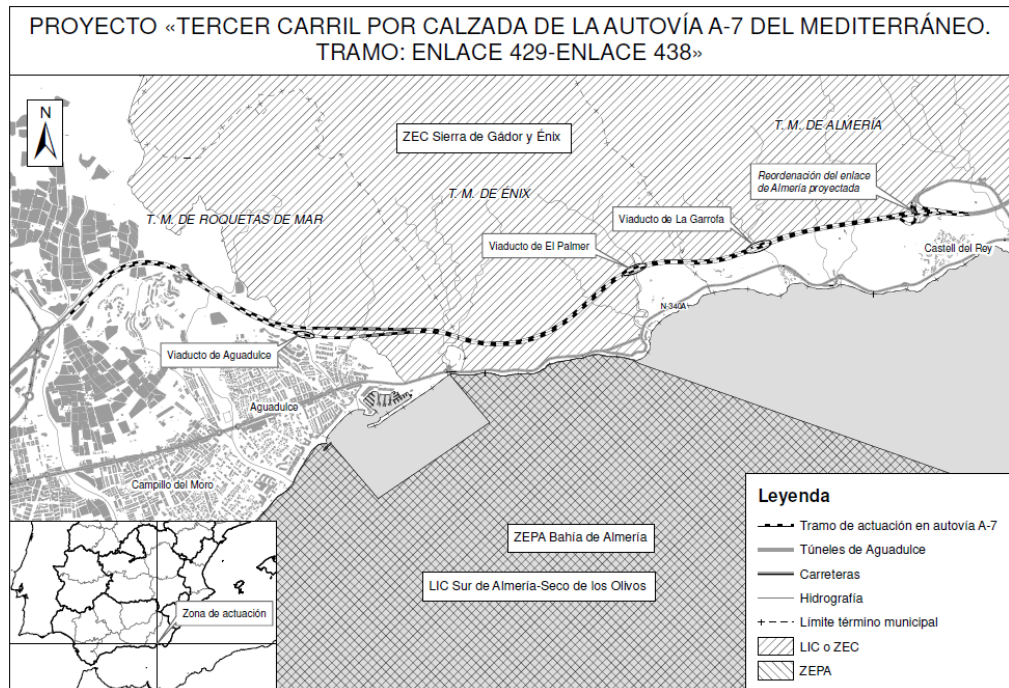 PROYECTO «TERCER CARRIL POR CALZADA DE LA AUTOVÍA A-7 DEL MEDITERRÁNEO.
TRAMO: ENLACE 429-ENLACE 438»
N
ZEC Sierra de Gádor y Énix
T. M. DE ALMERÍA
Reordenación del enlace
de Almería proyectada
T. M. DE ÉNIX
T. M. DE ROQUETAS DE MAR
Viaducto de La Garrofa
Viaducto de El Palmer
Castell del Rey
N-340A
Viaducto de Aguadulce
Aguadulce
Campillo del Moro
ZEPA Bahía de Almería
LIC Sur de Almería-Seco de los Olivos
Zona de actuación
Leyenda
Tramo de actuación en autovía A-7
Túneles de Aguadulce
Carreteras
Hidrografía
Límite término municipal
LIC o ZEC
ZEPA